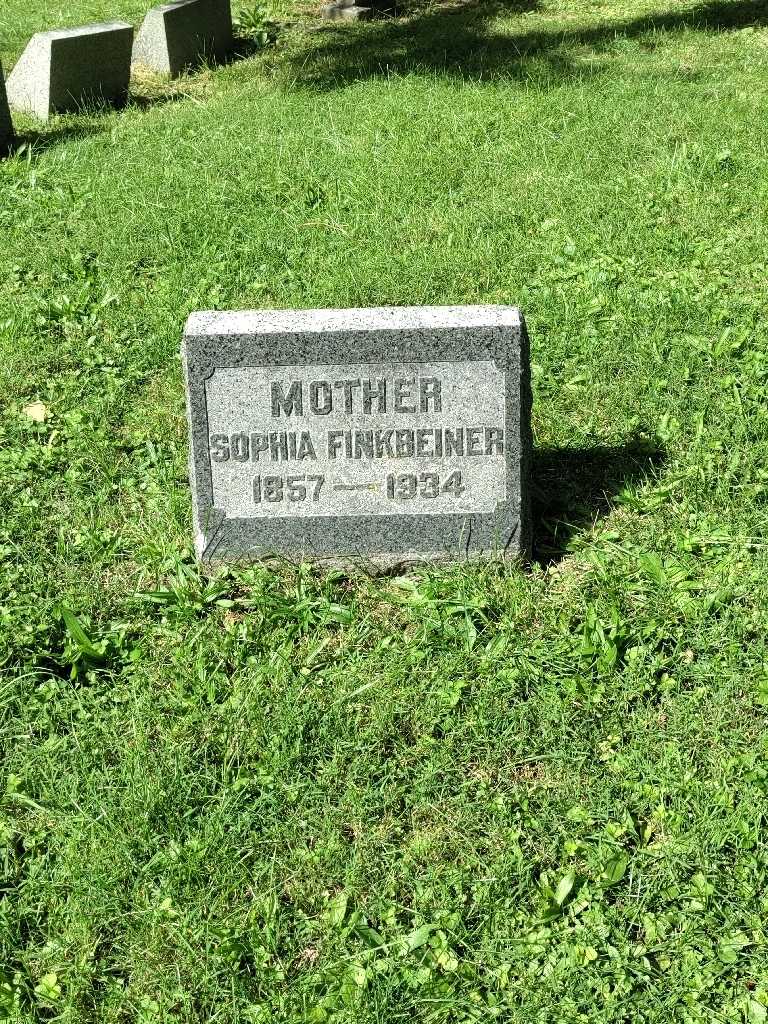 MOTHER
SOPHIA FINKBEINER
1857 — 1934